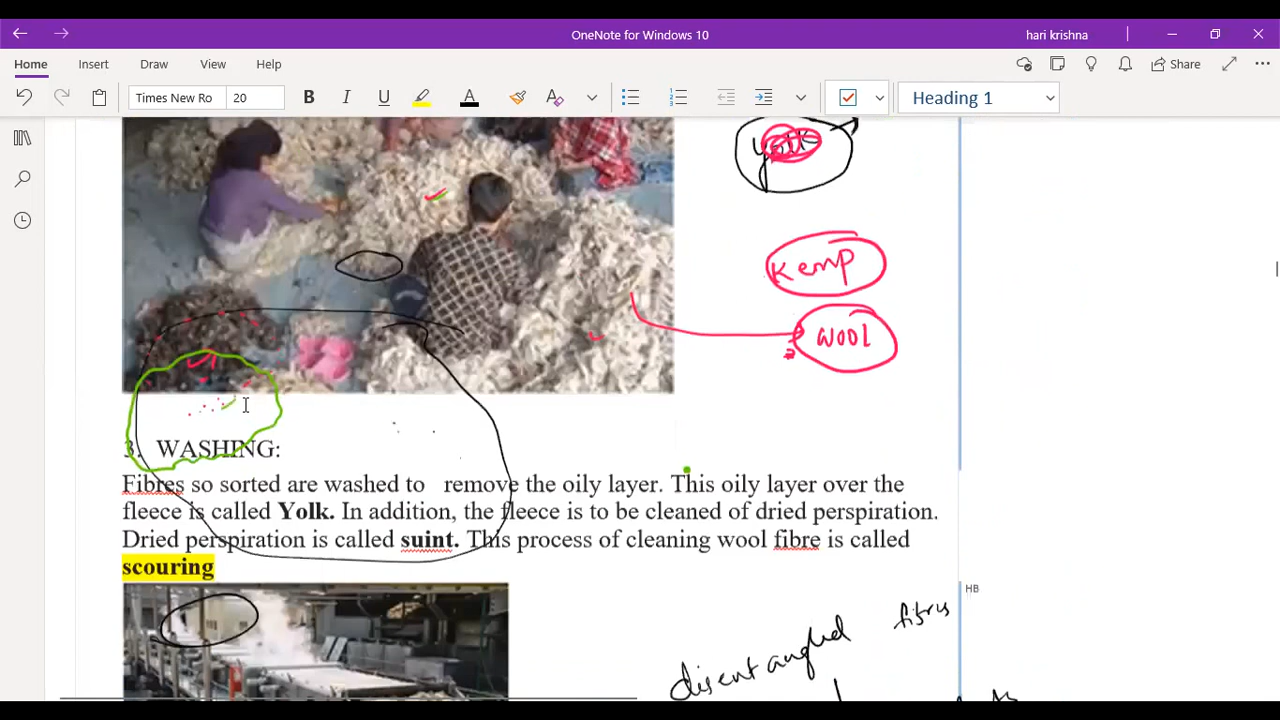 OneNote for Windows 10
hari krishna
Home Insert Draw View Help
Share
Times New Ro 20 B I U A Heading 1
yolk
Kemp
WOOL
3. WASHING:
Fibres so sorted are washed to remove the oily layer. This oily layer over the
fleece is called Yolk. In addition, the fleece is to be cleaned of dried perspiration.
Dried perspiration is called suint. This process of cleaning wool fibre is called
scouring
HB
disentangled fibres